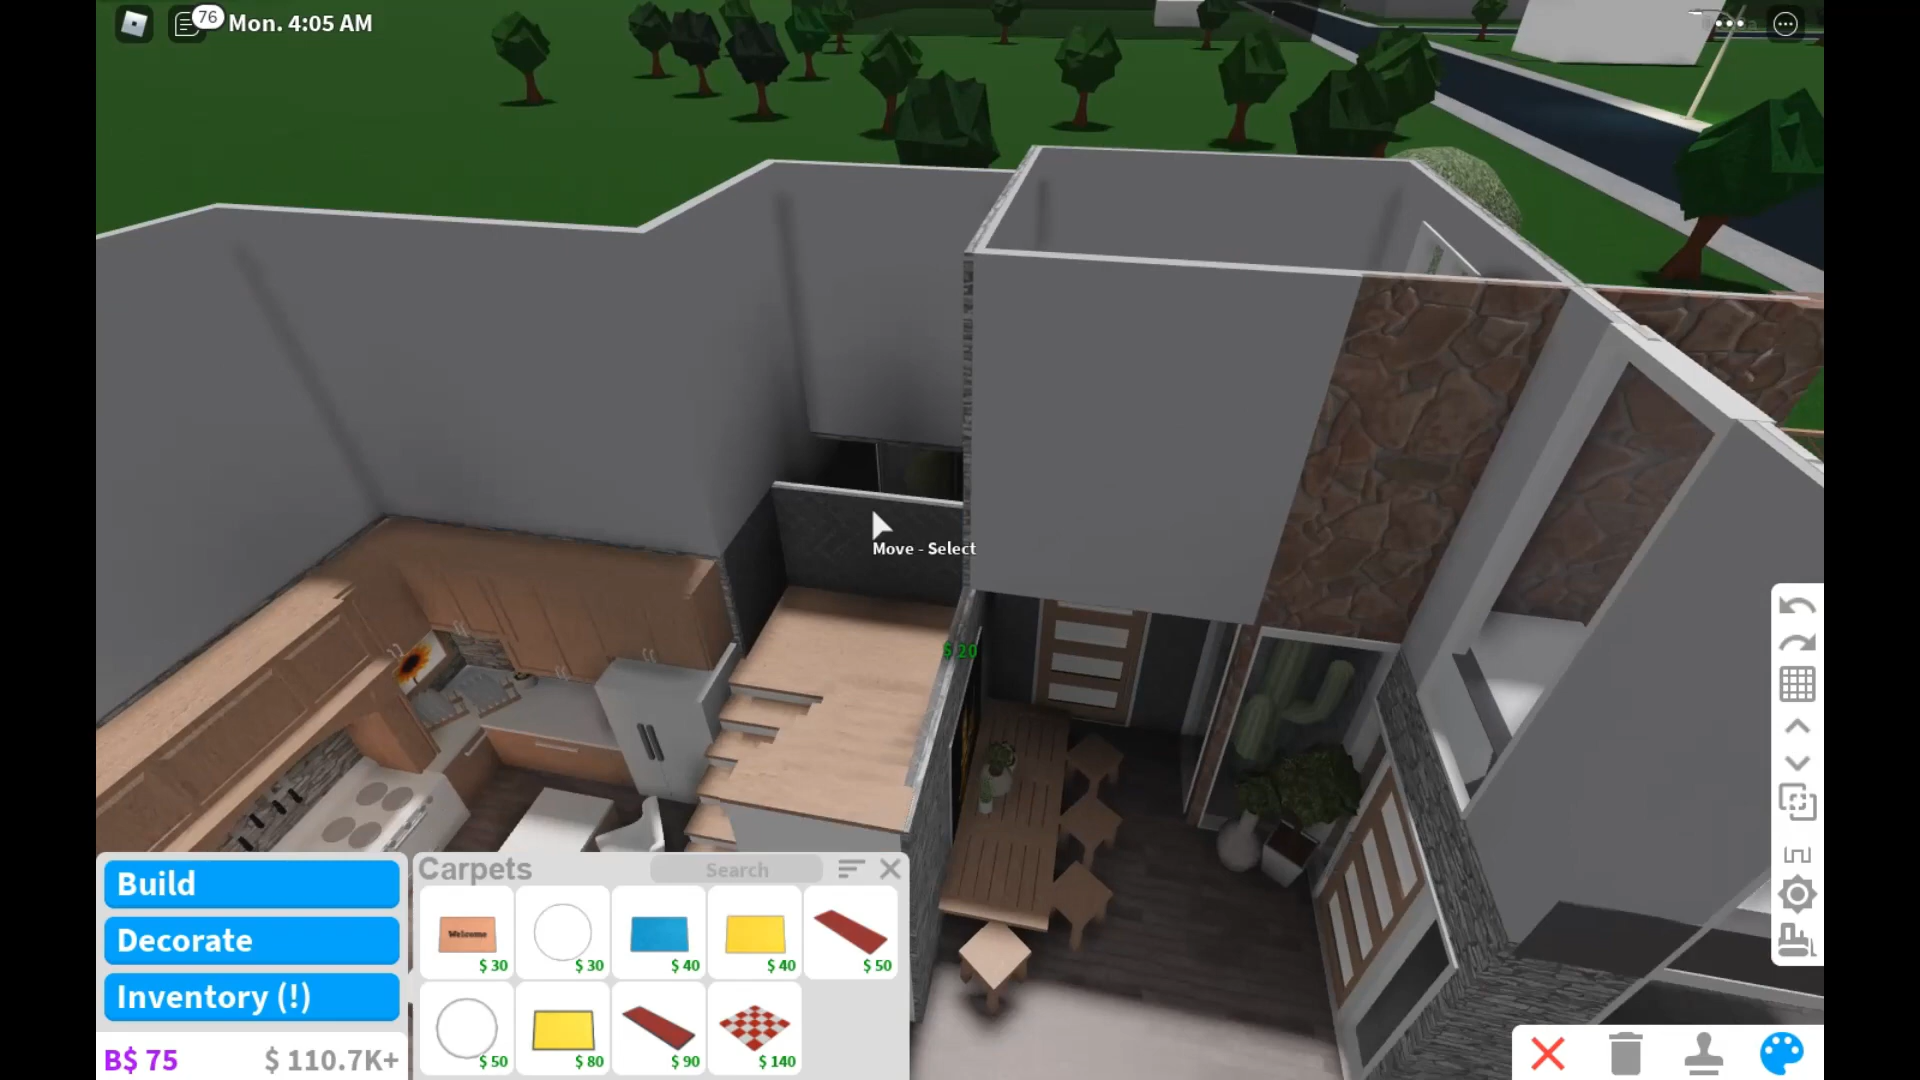 76
Mon. 4:05 AM
Move - Select
$ 20
Build
Decorate
Inventory (!)
B$ 75
$ 110.7K+
Carpets
Search
Welcome
$ 30
$ 30
$ 40
$ 40
$ 50
$ 50
$ 80
$ 90
$ 140